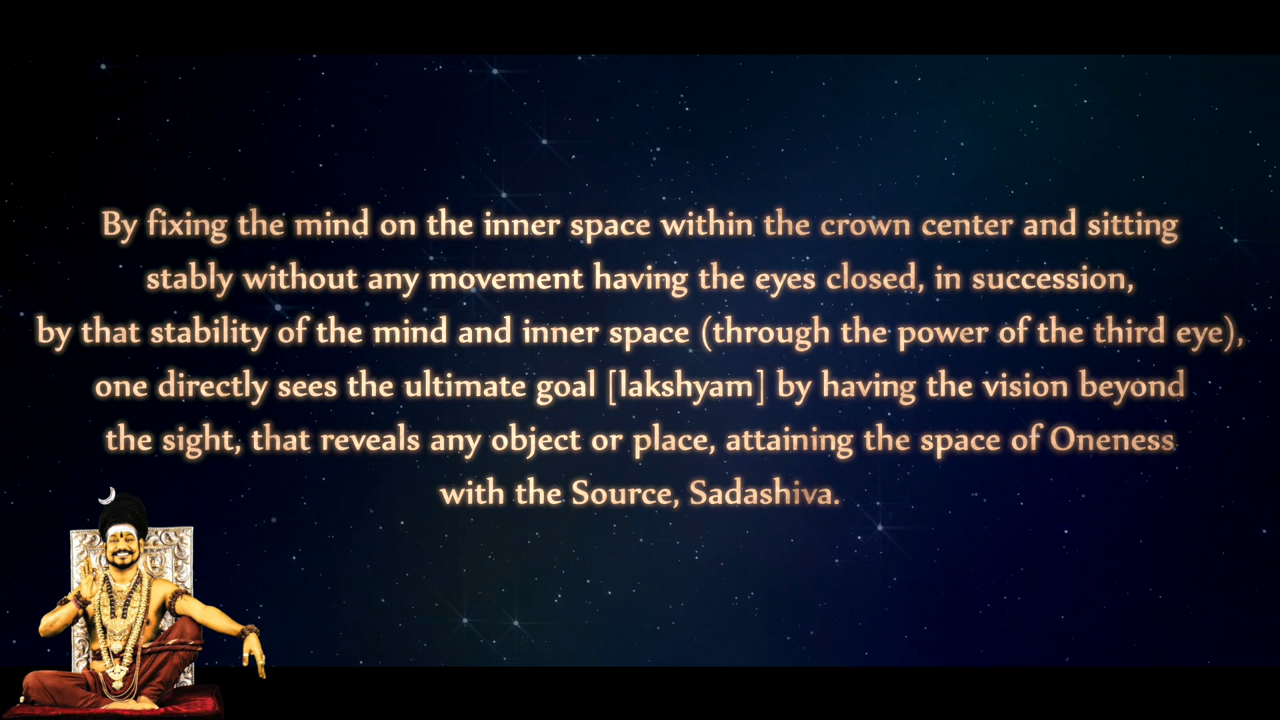 By fixing the mind on the inner space within the crown center and sitting
stably without any movement having the eyes closed, in succession,
by that stability of the mind and inner space (through the power of the third eye),
one directly sees the ultimate goal [lakshyam] by having the vision beyond
the sight, that reveals any object or place, attaining the space of Oneness
with the Source, Sadashiva.